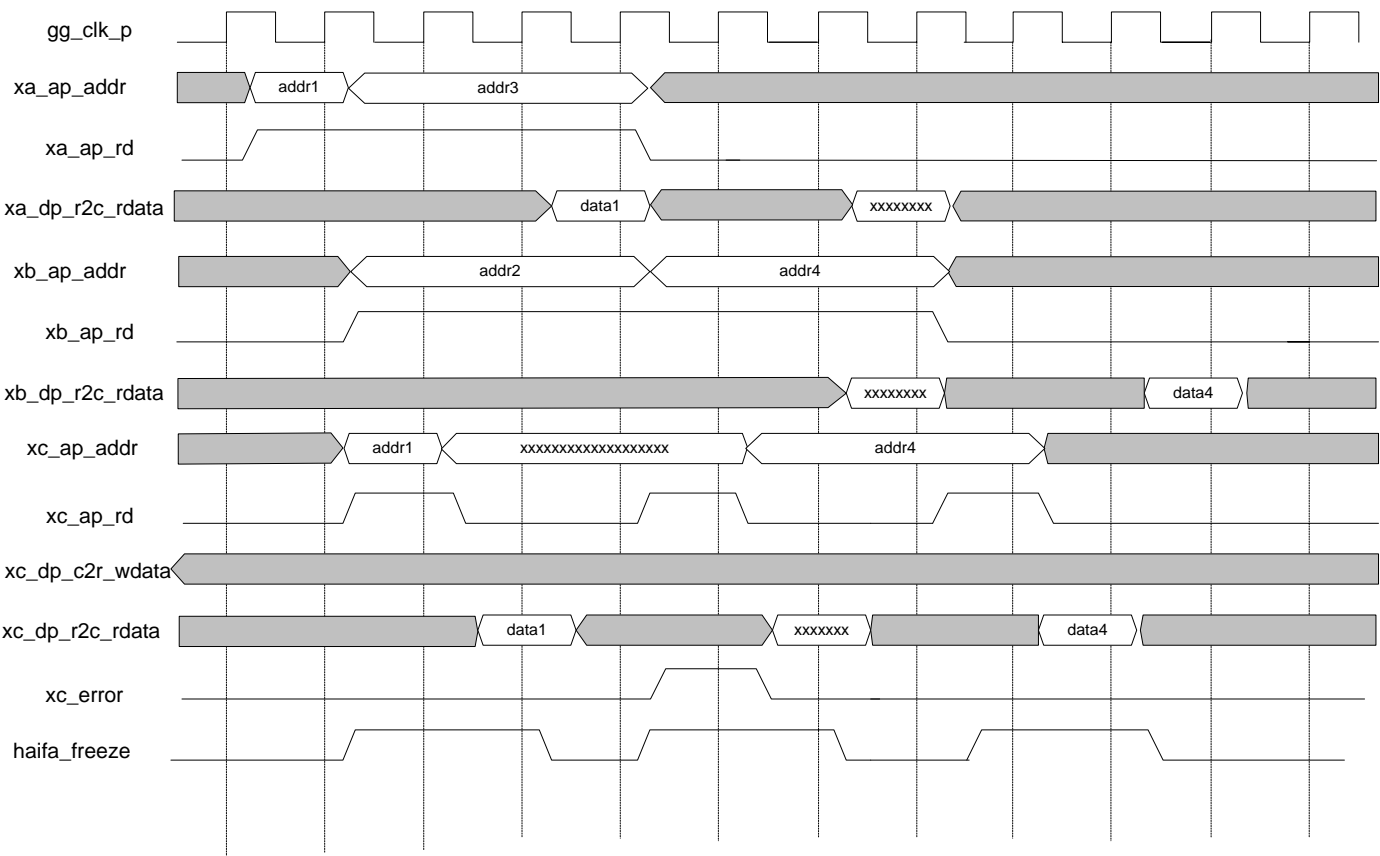 gg_clk_p
xa_ap_addr addr1 addr3
xa_ap_rd
xa_dp_r2c_rdata data1 xxxxxxxx
xb_ap_addr addr2 addr4
xb_ap_rd
xb_dp_r2c_rdata xxxxxxxx data4
xc_ap_addr addr1 xxxxxxxxxxxxxxxxxxx addr4
xc_ap_rd
xc_dp_c2r_wdata
xc_dp_r2c_rdata data1 xxxxxxx data4
xc_error
haifa_freeze